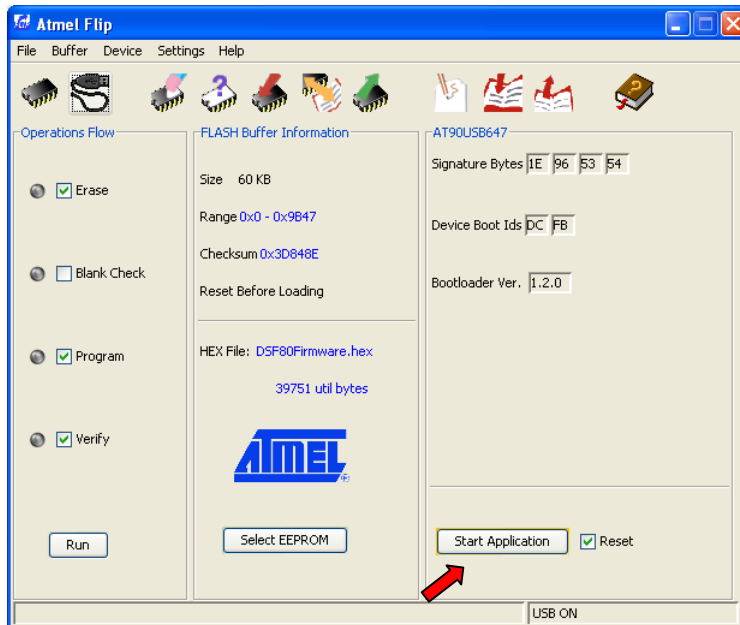 Atmel Flip
File Buffer Device Settings Help
Operations Flow
Erase
Blank Check
Program
Verify
Run
FLASH Buffer Information
Size 60 KB
Range 0x0 - 0x9B47
Checksum 0x3D848E
Reset Before Loading
HEX File: DSF80Firmware.hex
39751 util bytes
ATMEL
Select EEPROM
AT90USB647
Signature Bytes 1E 96 53 54
Device Boot Ids DC FB
Bootloader Ver. 1.2.0
Start Application Reset
USB ON